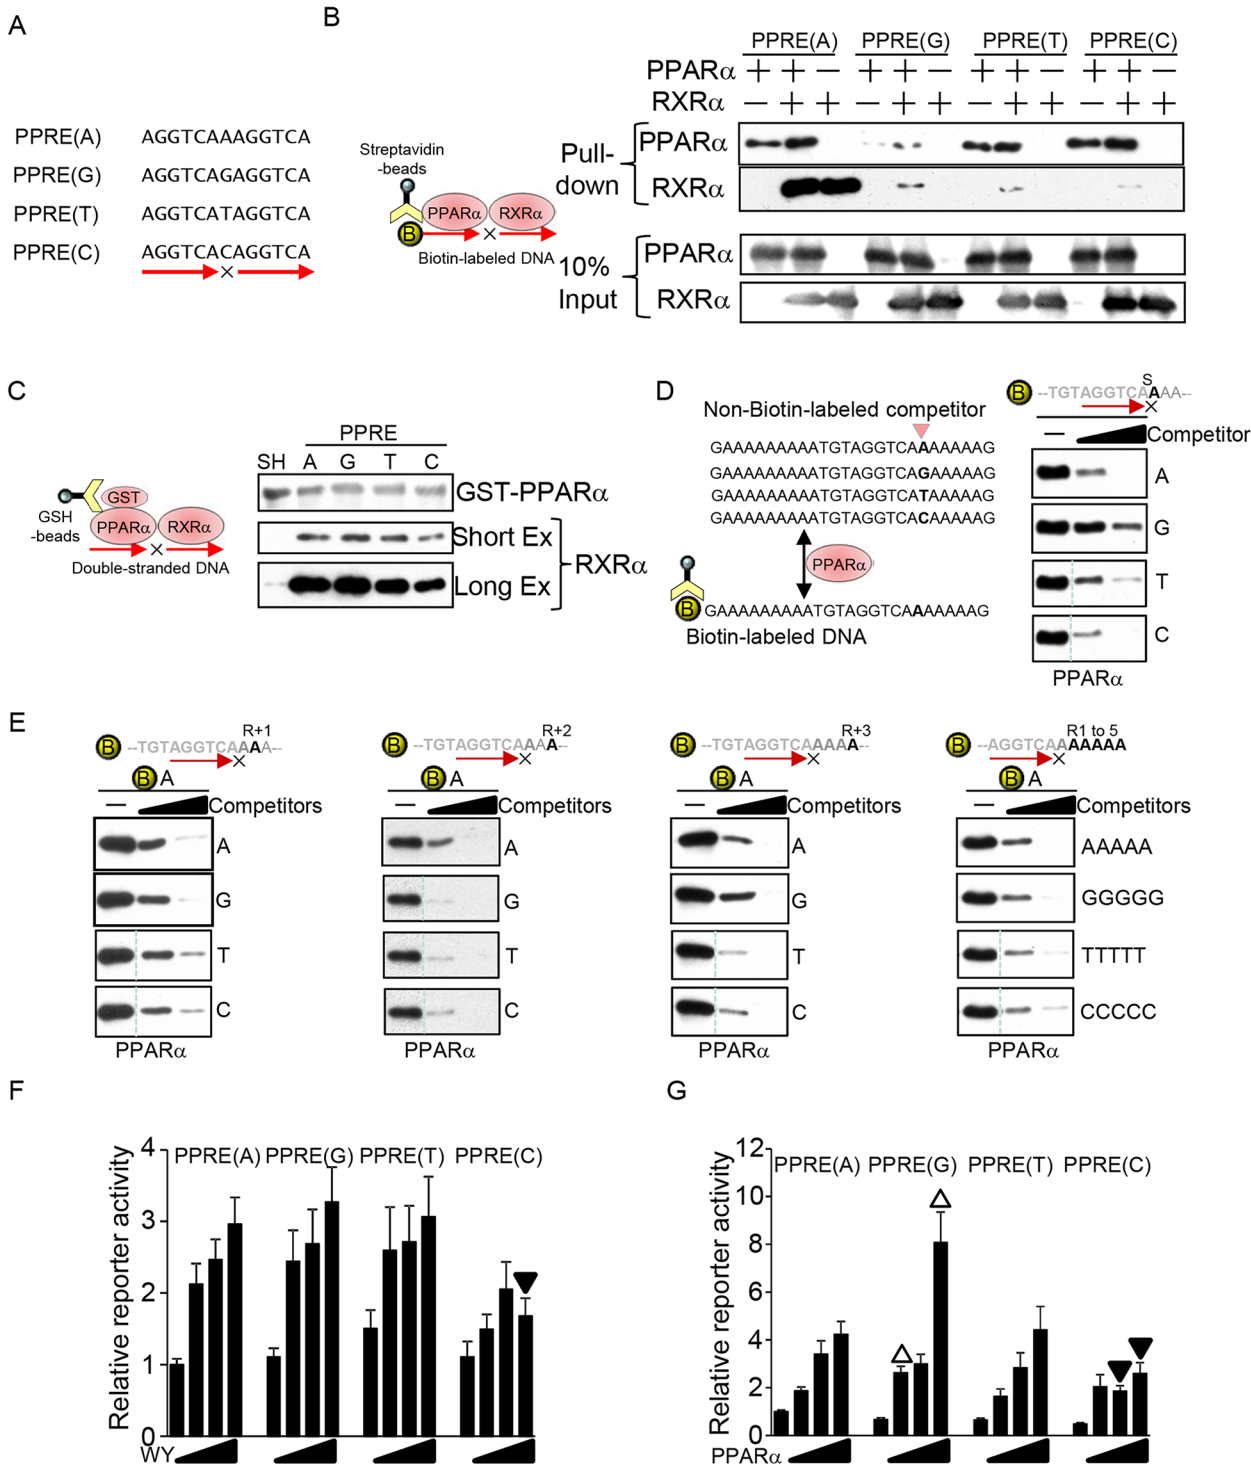 A
PPRE(A) AGGTCAAAGGTCA
PPRE(G) AGGTCAGAGGTCA
PPRE(T) AGGTCATAGGTCA
PPRE(C) AGGTCACAGGTCA
×
B
Streptavidin
-beads
PPARα RXRα
B ×
Biotin-labeled DNA
PPRE(A) PPRE(G) PPRE(T) PPRE(C)
PPARα + + − + + − + + − + + −
RXRα − + + − + + − + + − + +
Pull-
down
PPARα
RXRα
10%
Input
PPARα
RXRα
C
GST
GSH
-beads
PPARα RXRα
×
Double-stranded DNA
PPRE
SH A G T C
GST-PPARα
Short Ex
Long Ex
RXRα
D
Non-Biotin-labeled competitor
GAAAAAAAAATGTAGGTCAAAAAAAG
GAAAAAAAAATGTAGGTCAGAAAAAG
GAAAAAAAAATGTAGGTCATAAAAAG
GAAAAAAAAATGTAGGTCACAAAAAG
PPARα
B GAAAAAAAAATGTAGGTCAAAAAAAG
Biotin-labeled DNA
S
B --TGTAGGTCAAAA--
×
− Competitor
A
G
T
C
PPARα
E
R+1
B --TGTAGGTCAAAA--
×
B A
− Competitors
A
G
T
C
PPARα
R+2
B --TGTAGGTCAAAA--
×
B A
− Competitors
A
G
T
C
PPARα
R+3
B --TGTAGGTCAAAAA--
×
B A
− Competitors
A
G
T
C
PPARα
R1 to 5
B --AGGTCAAAAAAA--
×
B A
− Competitors
AAAAA
GGGGG
TTTTT
CCCCC
PPARα
F
Relative reporter activity
4
3
2
1
0
PPRE(A) PPRE(G) PPRE(T) PPRE(C)
WY
G
Relative reporter activity
12
10
8
6
4
2
0
PPRE(A) PPRE(G) PPRE(T) PPRE(C)
PPARα